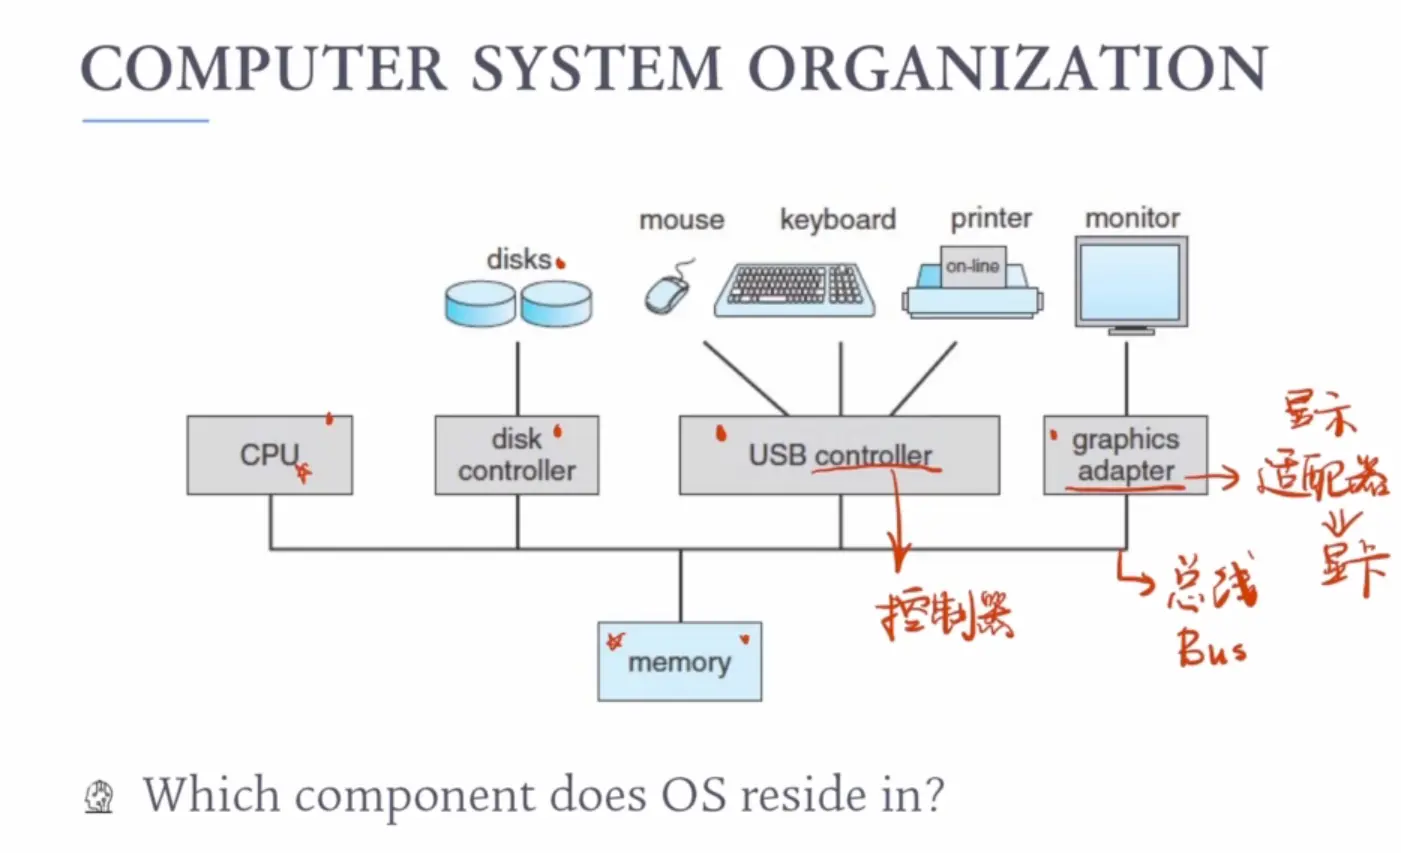 COMPUTER SYSTEM ORGANIZATION
mouse
keyboard
printer
monitor
disks
on-line
CPU
disk
controller
USB controller
graphics
adapter
显示
适配器
显卡
控制器
总线
Bus
memory
Which component does OS reside in?